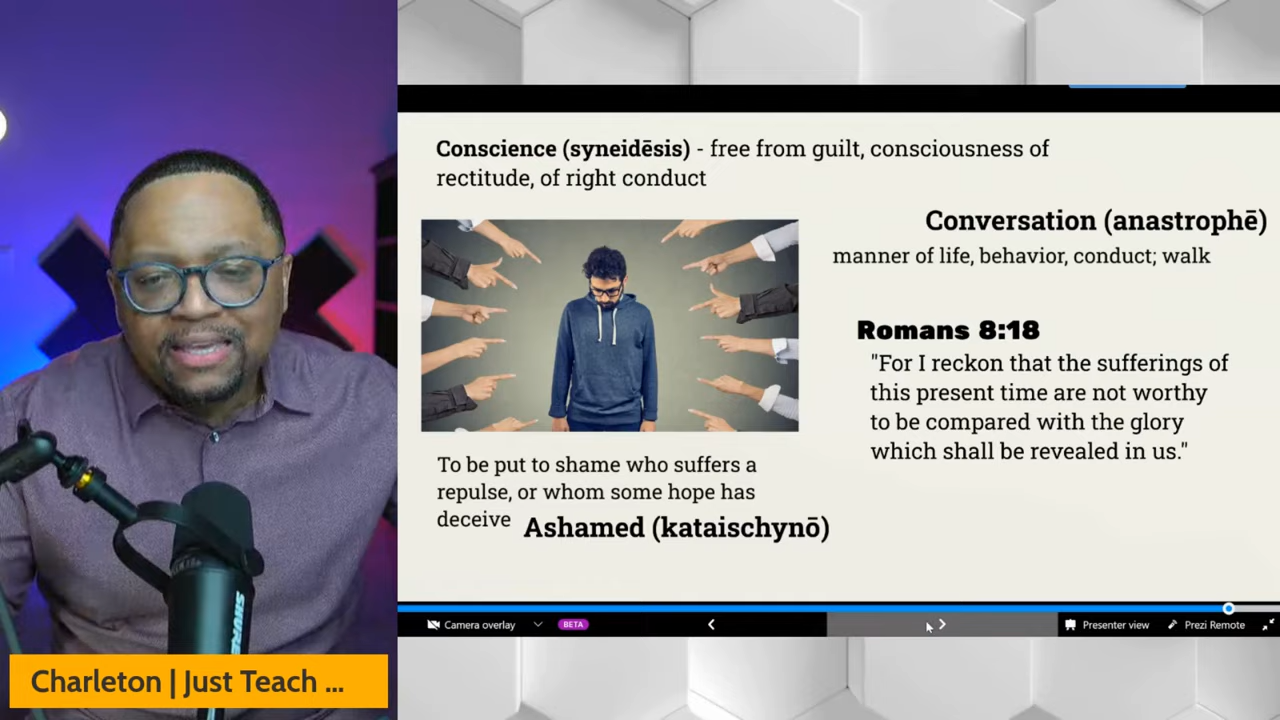 Conscience (syneidēsis) - free from guilt, consciousness of
rectitude, of right conduct
Conversation (anastrophē)
manner of life, behavior, conduct; walk
Romans 8:18
"For I reckon that the sufferings of
this present time are not worthy
to be compared with the glory
which shall be revealed in us."
To be put to shame who suffers a
repulse, or whom some hope has
deceive
Ashamed (kataischynō)
Camera overlay
BETA
Presenter view
Prezi Remote
SHURE
Charleton | Just Teach ...